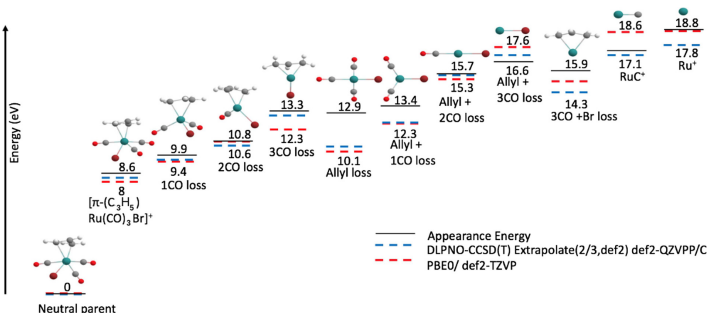 Energy (eV)
0
Neutral parent
8.6
8
[π-(C3H5)
Ru(CO)3Br]+
9.9
9.4
1CO loss
10.8
10.6
2CO loss
13.3
12.3
3CO loss
12.9
10.1
Allyl loss
13.4
12.3
Allyl +
1CO loss
15.7
15.3
Allyl +
2CO loss
17.6
16.6
Allyl +
3CO loss
15.9
14.3
3CO +Br loss
18.6
17.1
RuC+
18.8
17.8
Ru+
Appearance Energy
DLPNO-CCSD(T) Extrapolate(2/3,def2) def2-QZVPP/C
PBE0/ def2-TZVP